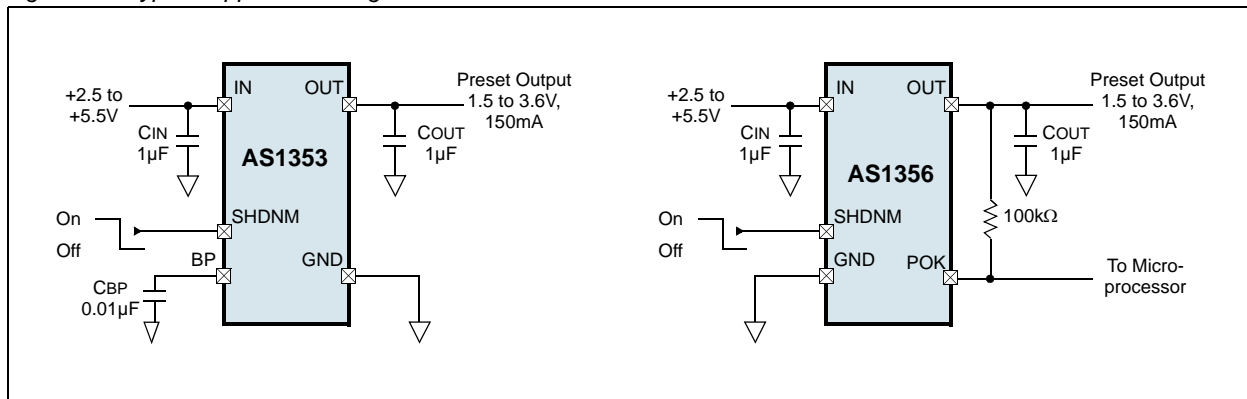 +2.5 to
+5.5V
CIN
1µF
IN
OUT
AS1353
COUT
1µF
Preset Output
1.5 to 3.6V,
150mA
On
Off
SHDNM
BP
GND
CBP
0.01µF
+2.5 to
+5.5V
CIN
1µF
IN
OUT
AS1356
COUT
1µF
Preset Output
1.5 to 3.6V,
150mA
On
Off
SHDNM
100kΩ
GND
POK
To Micro-
processor